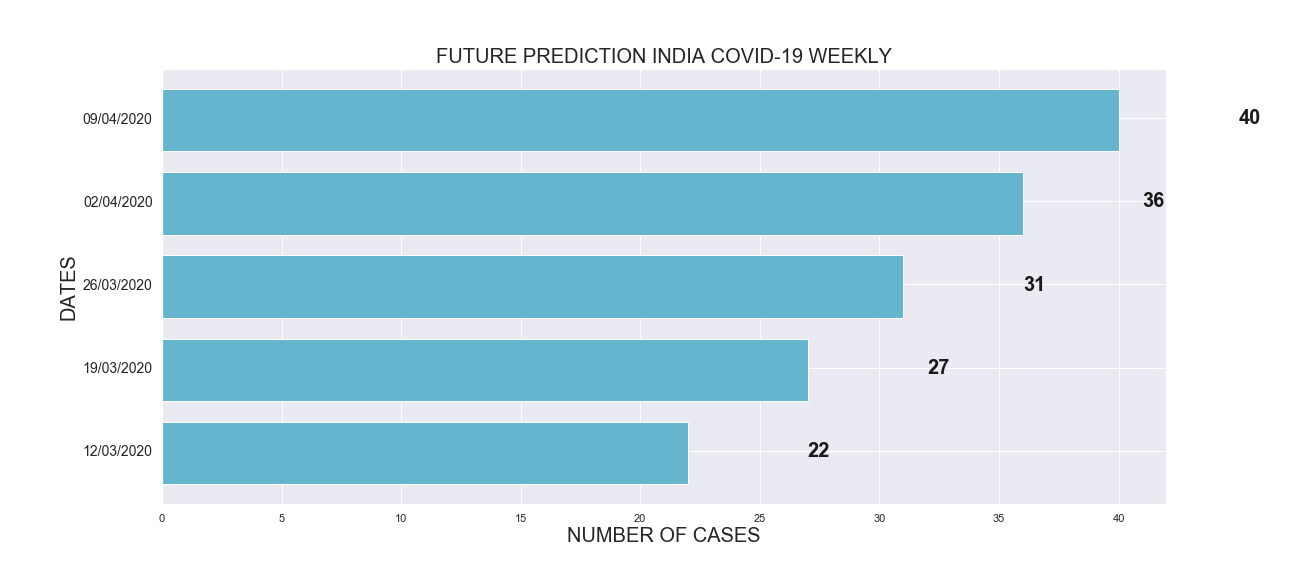 FUTURE PREDICTION INDIA COVID-19 WEEKLY
09/04/2020
40
02/04/2020
36
26/03/2020
31
19/03/2020
27
12/03/2020
22
DATES
0 5 10 15 20 25 30 35 40
NUMBER OF CASES